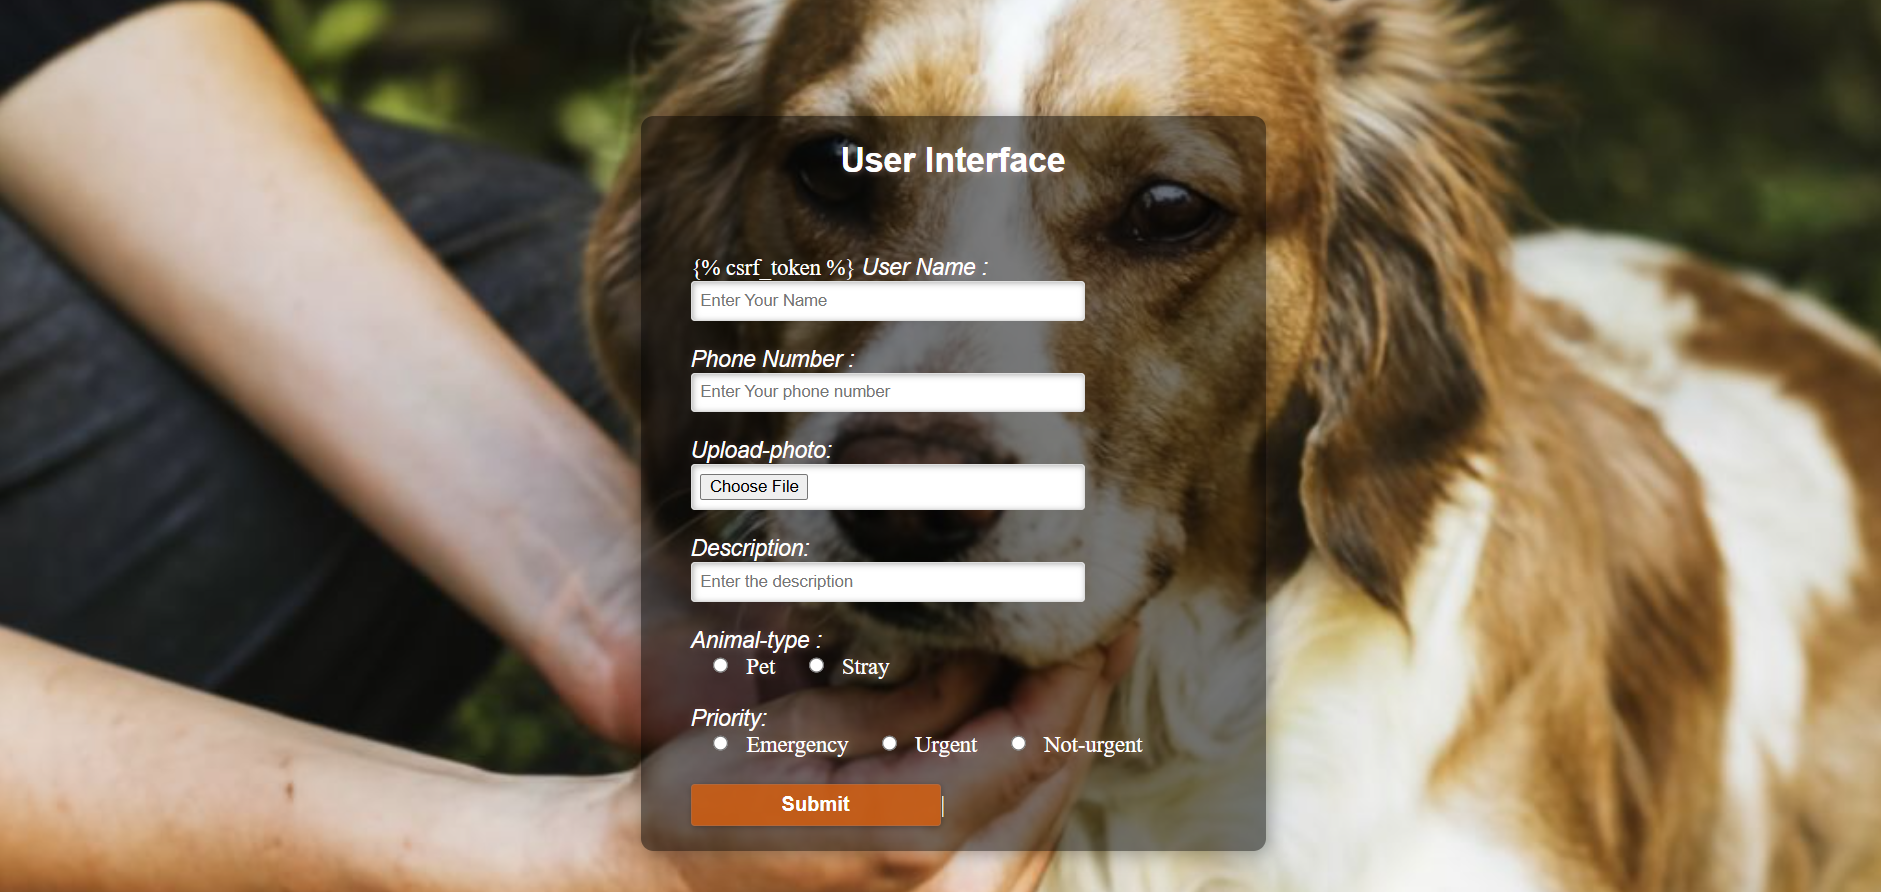 User Interface
{% csrf_token %} User Name :
Enter Your Name
Phone Number :
Enter Your phone number
Upload-photo:
Choose File
Description:
Enter the description
Animal-type :
Pet Stray
Priority:
Emergency Urgent Not-urgent
Submit |